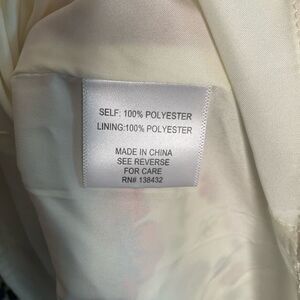 SELF: 100% POLYESTER
LINING:100% POLYESTER
MADE IN CHINA
SEE REVERSE
FOR CARE
RN# 138432